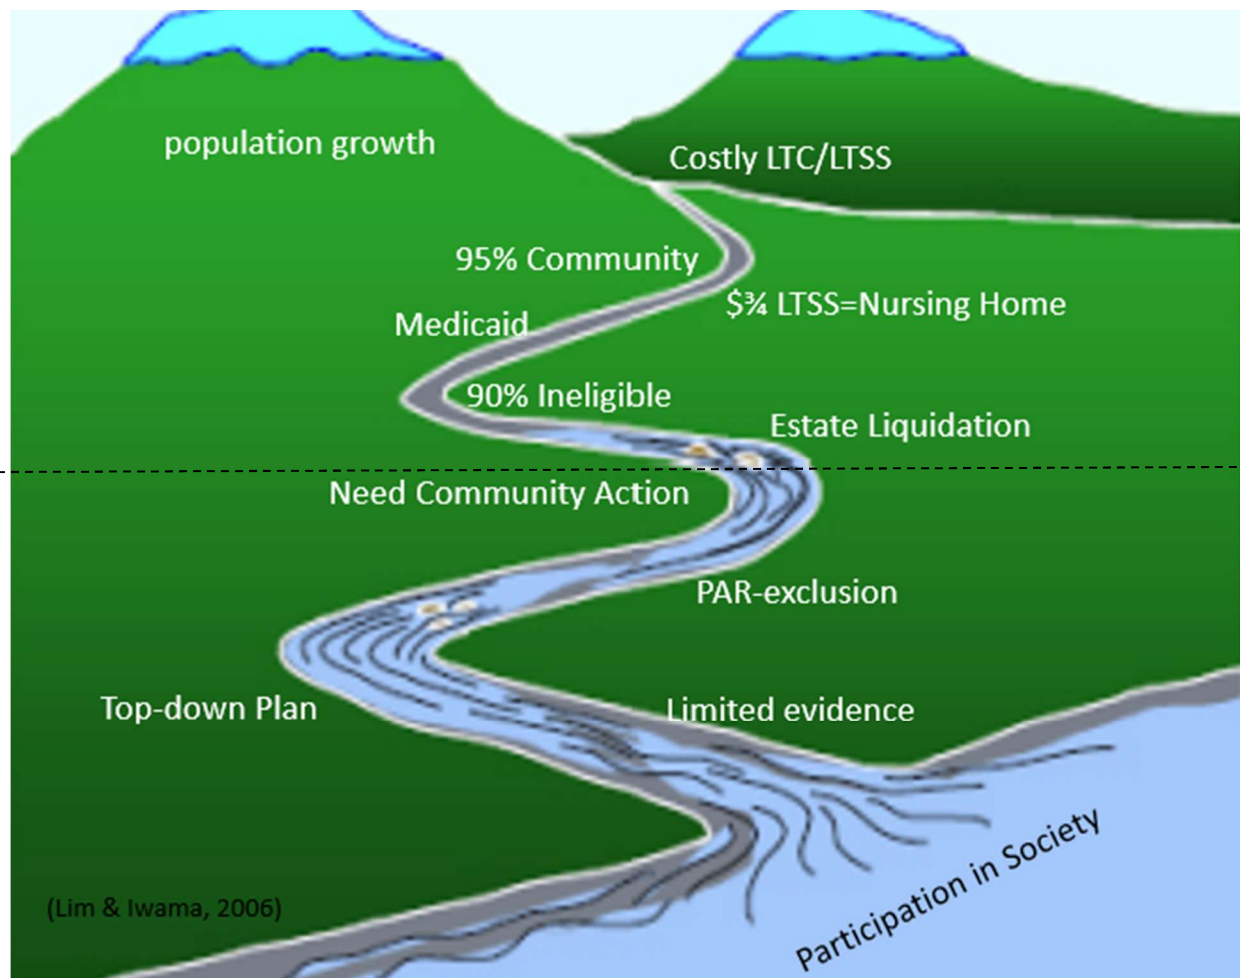 population growth
Costly LTC/LTSS
95% Community
$¾ LTSS=Nursing Home
Medicaid
90% Ineligible
Estate Liquidation
Need Community Action
PAR-exclusion
Top-down Plan
Limited evidence
Participation in Society
(Lim & Iwama, 2006)